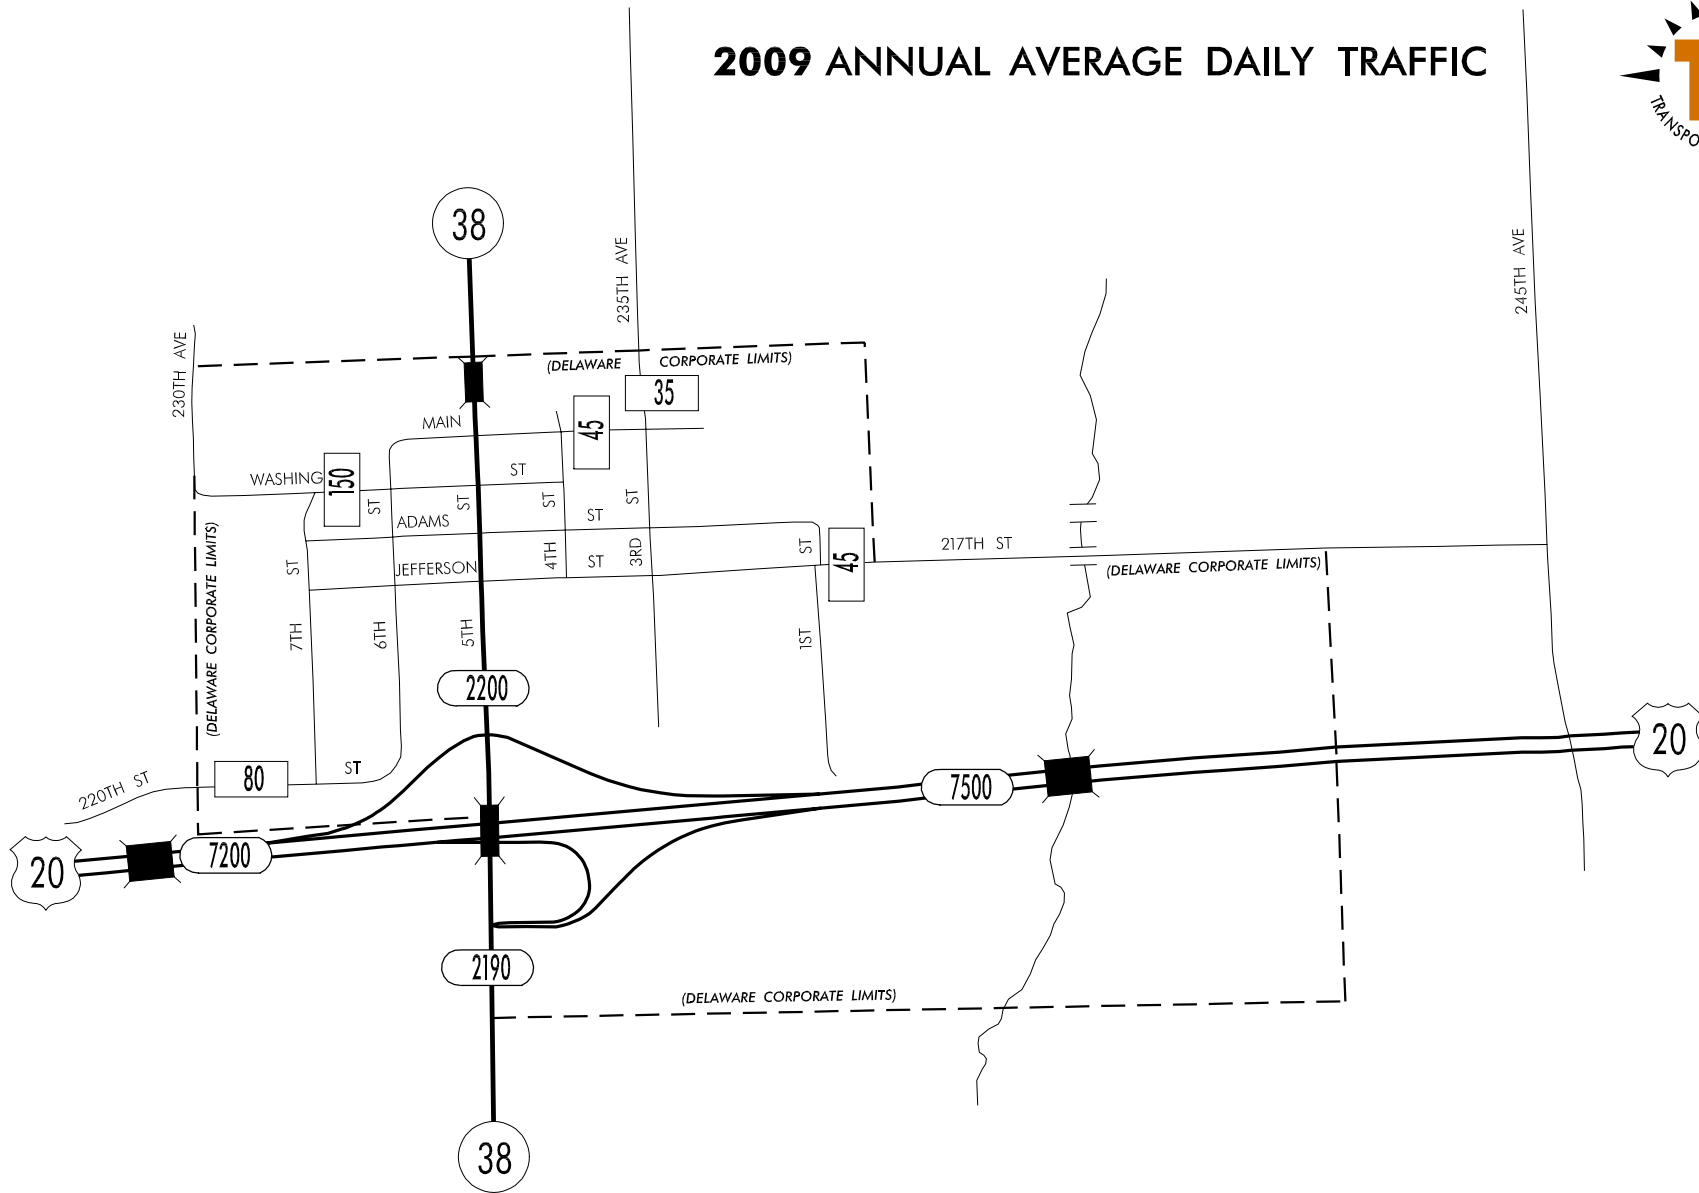 2009 ANNUAL AVERAGE DAILY TRAFFIC
TRANSPO
38
235TH AVE
245TH AVE
230TH AVE
(DELAWARE CORPORATE LIMITS)
35
MAIN
45
ST
WASHING
150
ST
ST
ST
ST
ADAMS
ST
217TH ST
ST
45
(DELAWARE CORPORATE LIMITS)
(DELAWARE CORPORATE LIMITS)
ST
JEFFERSON
4TH
ST
3RD
7TH
6TH
5TH
1ST
2200
20
220TH ST
80
ST
7500
7200
20
2190
(DELAWARE CORPORATE LIMITS)
38